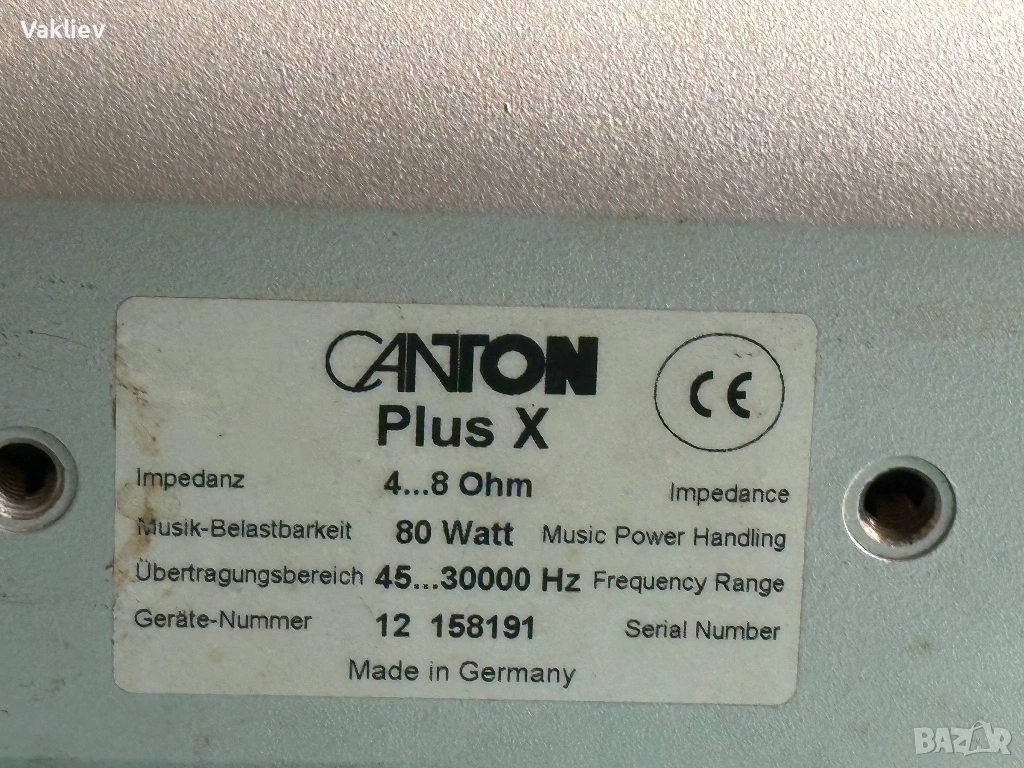 Vakliev
CANTON
CE
Plus X
Impedanz 4...8 Ohm Impedance
Musik-Belastbarkeit 80 Watt Music Power Handling
Übertragungsbereich 45...30000 Hz Frequency Range
Geräte-Nummer 12 158191 Serial Number
Made in Germany
BAZAR